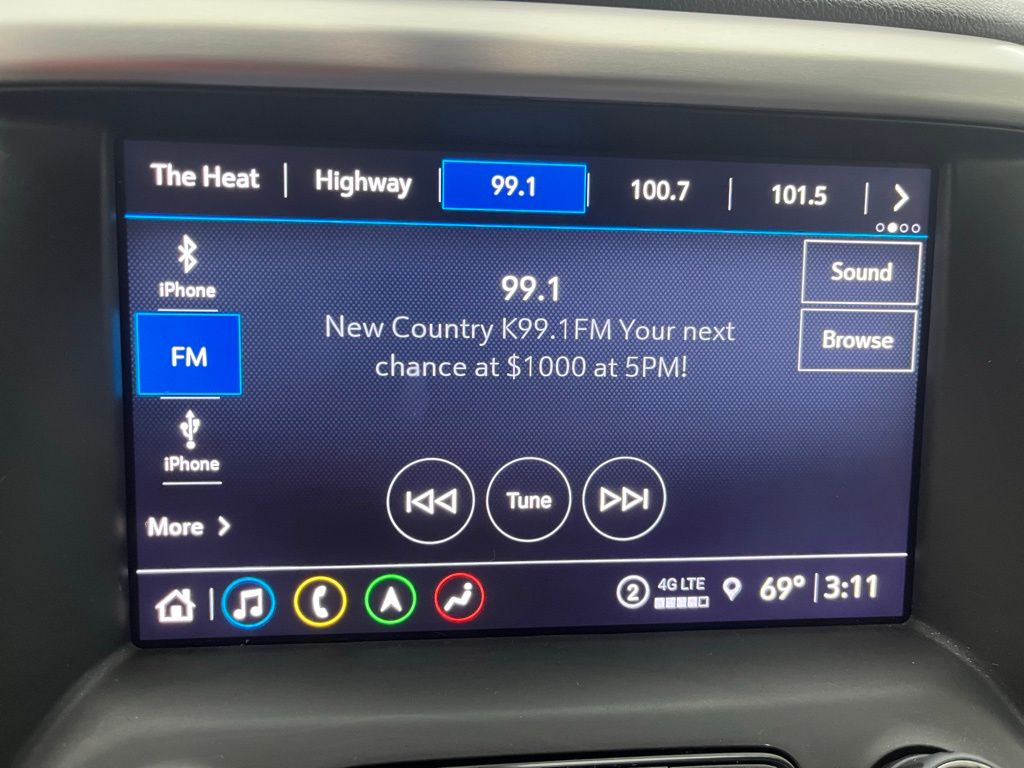 The Heat | Highway 99.1 100.7 | 101.5 |
iPhone
99.1
Sound
New Country K99.1FM Your next
chance at $1000 at 5PM!
Browse
FM
iPhone
Tune
More
2 4G LTE 69° | 3:11